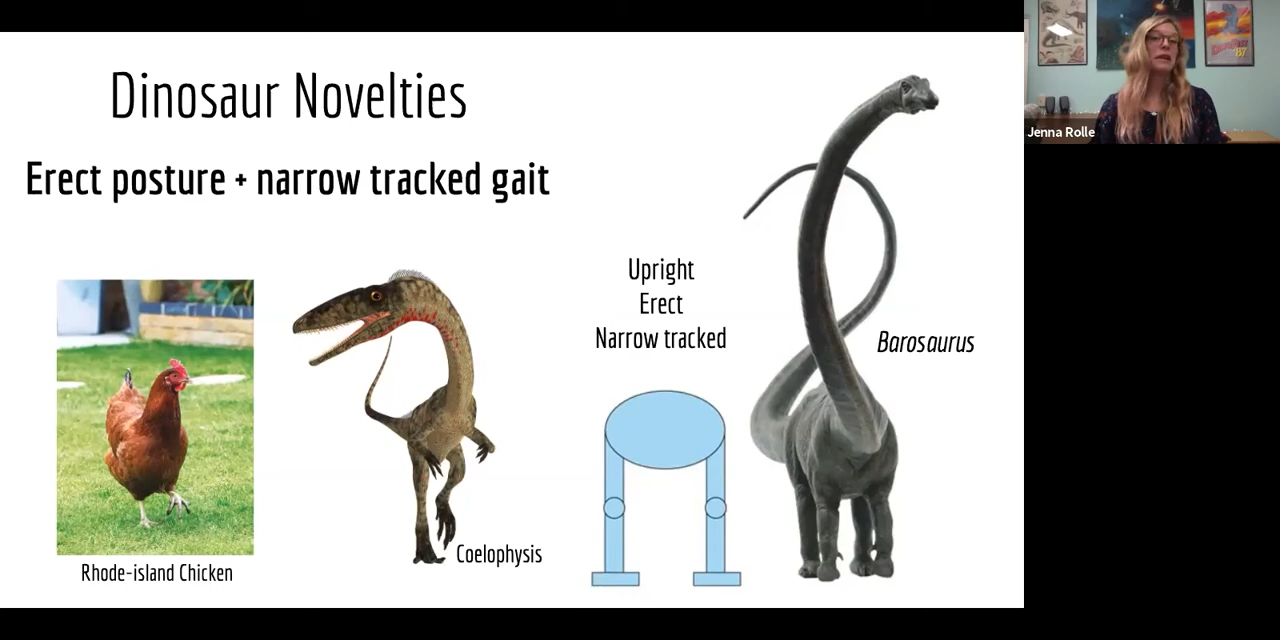 Dinosaur Novelties
Erect posture + narrow tracked gait
Rhode-island Chicken
Coelophysis
Upright
Erect
Narrow tracked
Barosaurus
Jenna Rolle